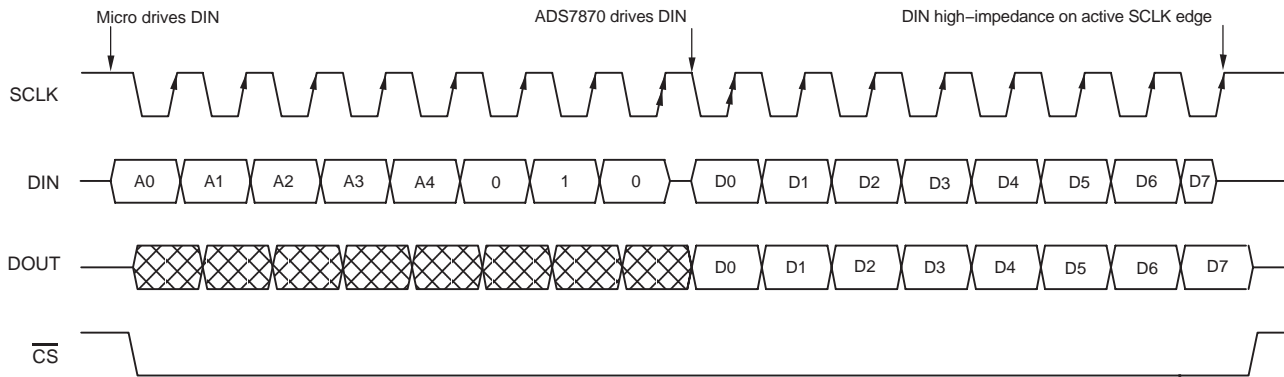 Micro drives DIN ADS7870 drives DIN DIN high−impedance on active SCLK edge
SCLK
DIN A0 A1 A2 A3 A4 0 1 0 D0 D1 D2 D3 D4 D5 D6 D7
DOUT D0 D1 D2 D3 D4 D5 D6 D7
CS